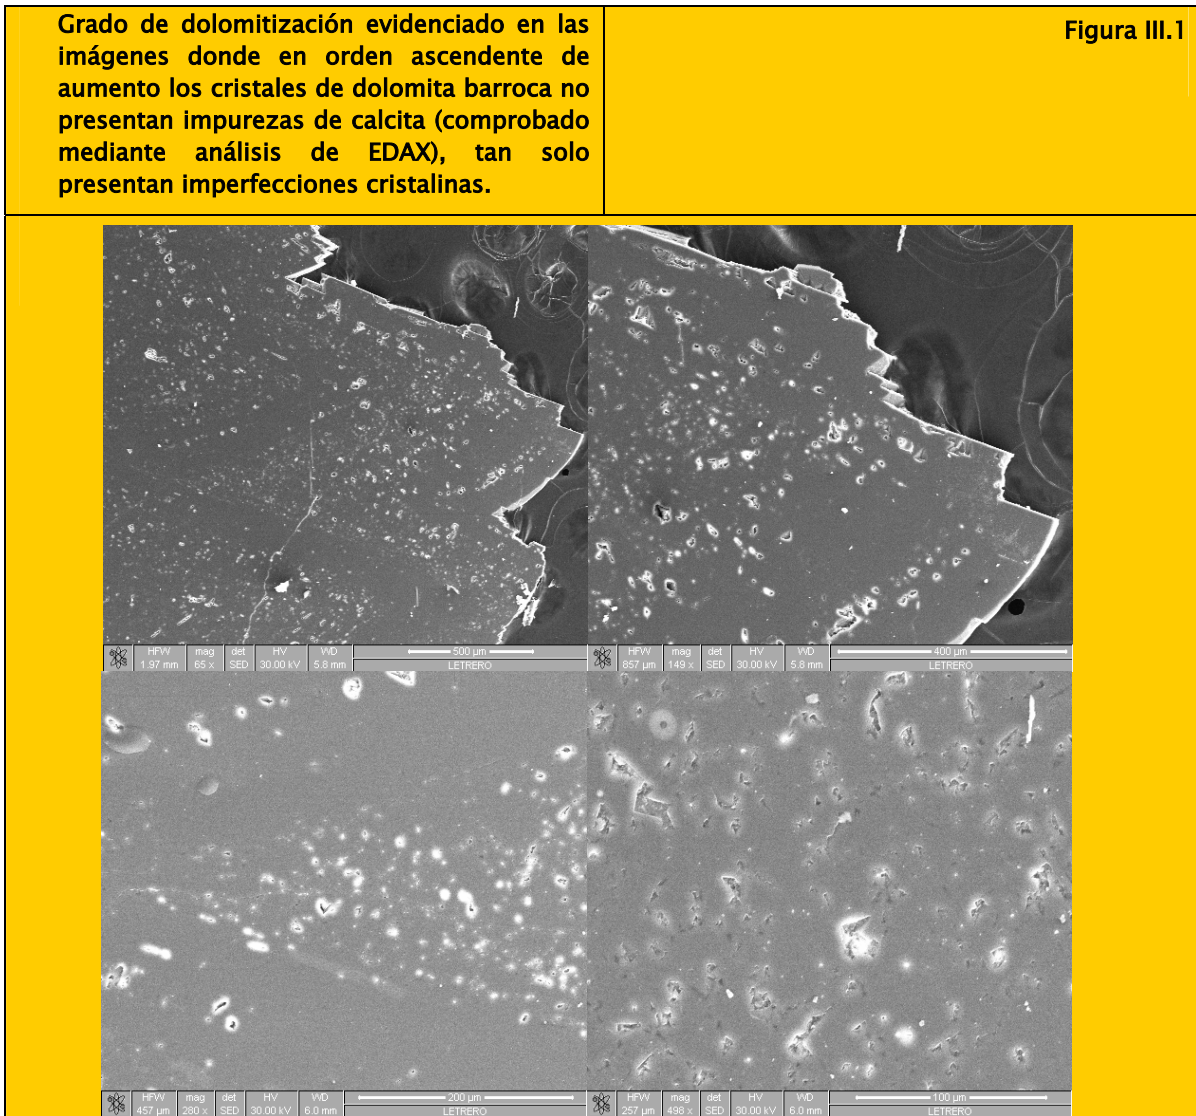 Grado de dolomitización evidenciado en las
imágenes donde en orden ascendente de
aumento los cristales de dolomita barroca no
presentan impurezas de calcita (comprobado
mediante análisis de EDAX), tan solo
presentan imperfecciones cristalinas.
Figura III.1
HFW mag det HV WD 500 µm
1.97 mm 65 x SED 30.00 kV 5.8 mm LETRERO
HFW mag det HV WD 400 µm
857 µm 149 x SED 30.00 kV 5.8 mm LETRERO
HFW mag det HV WD 200 µm
457 µm 280 x SED 30.00 kV 6.0 mm LETRERO
HFW mag det HV WD 100 µm
257 µm 498 x SED 30.00 kV 6.0 mm LETRERO